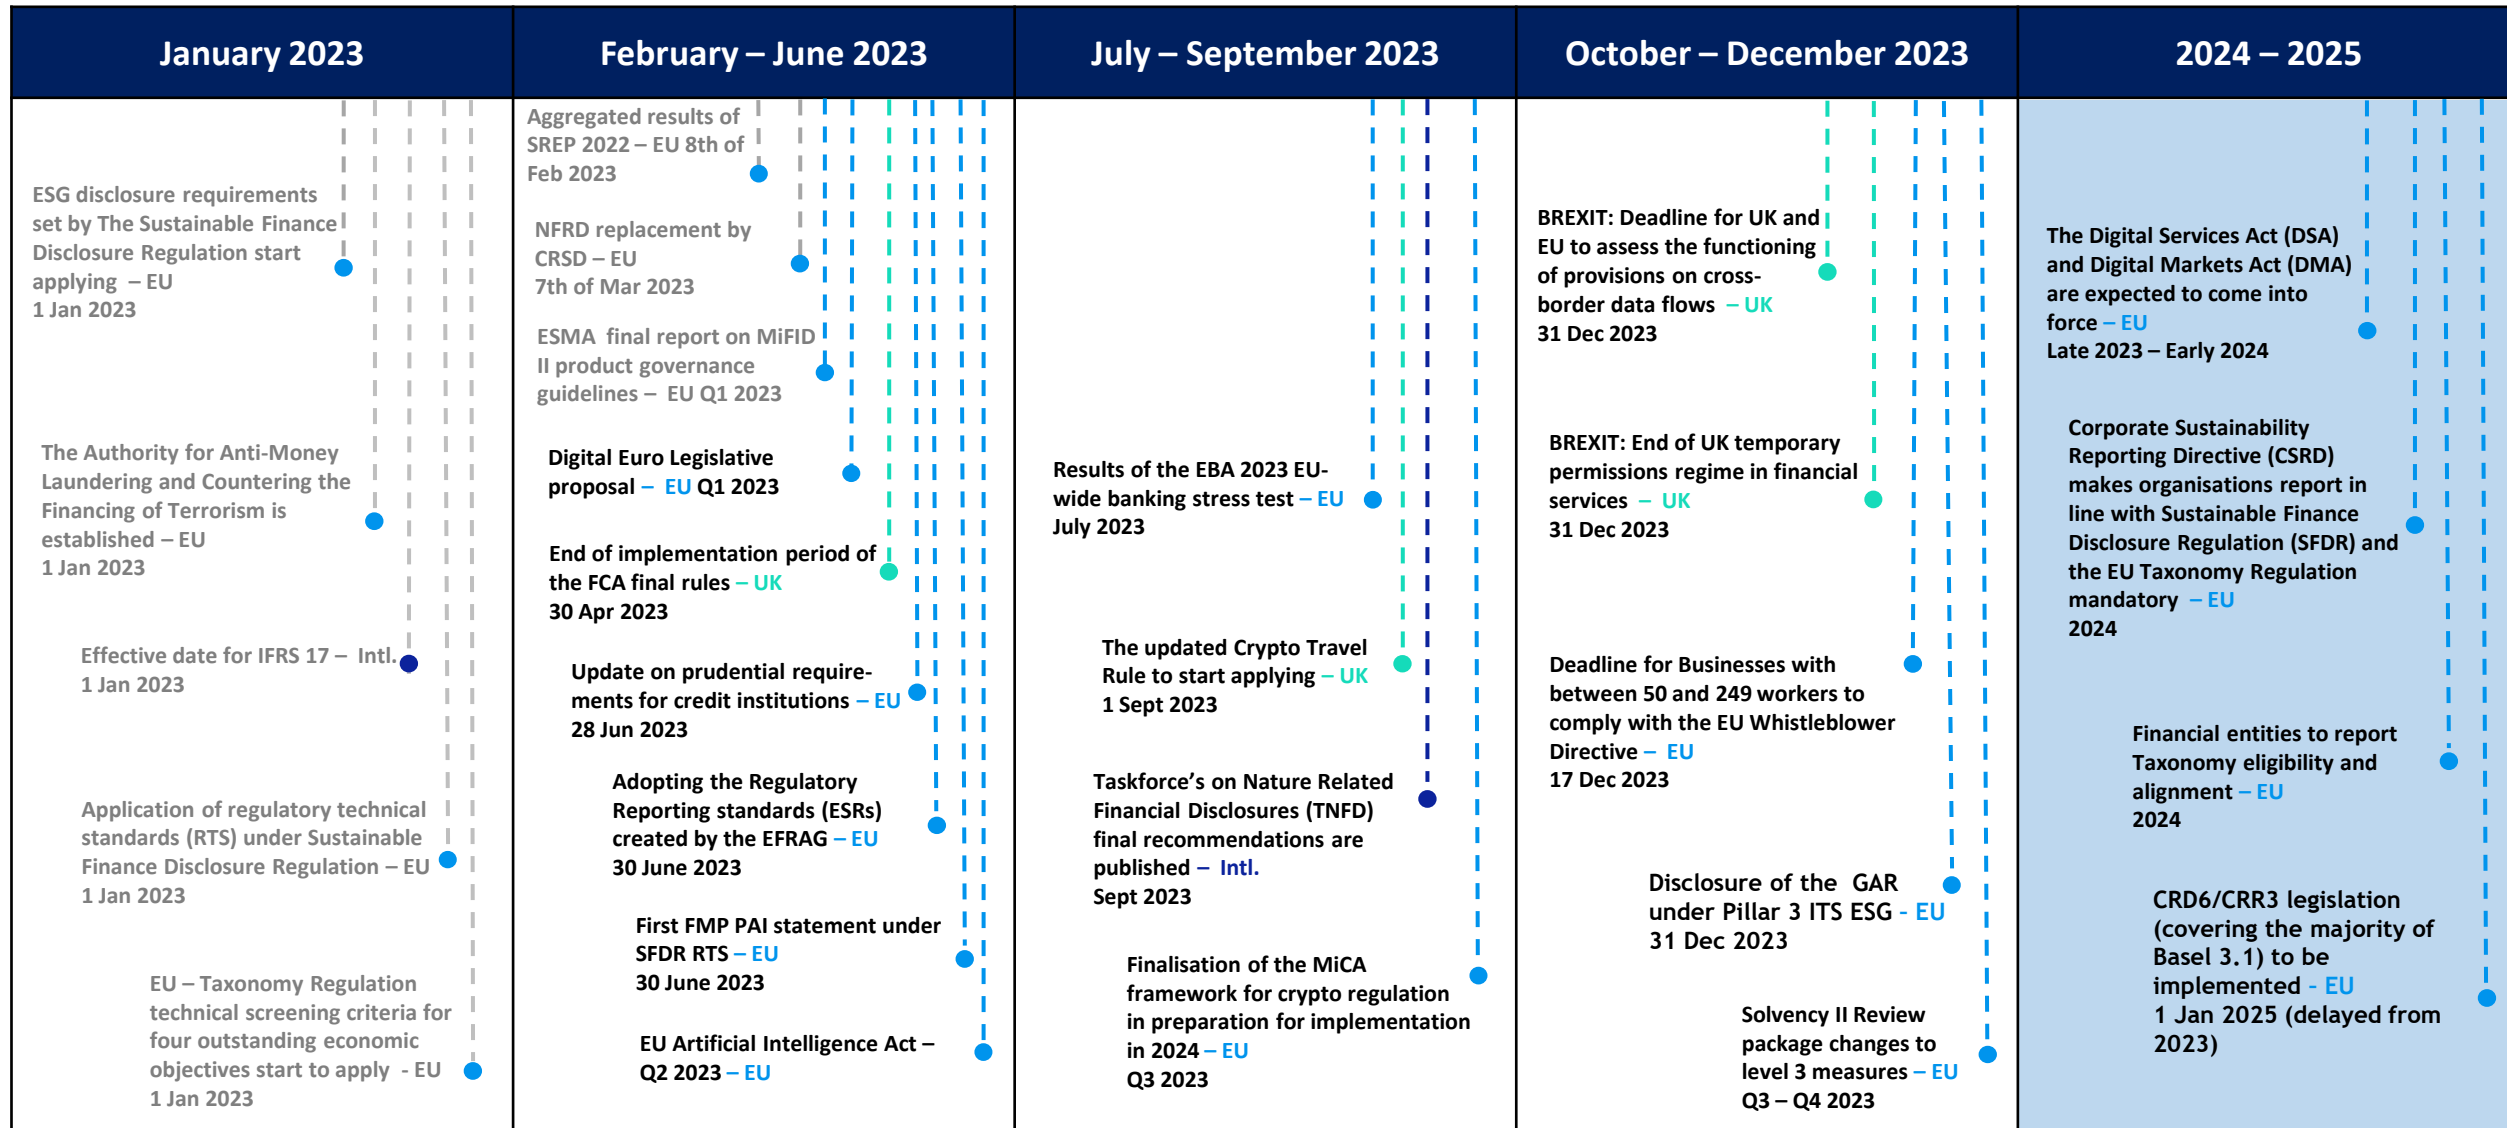 January 2023
ESG disclosure requirements
set by The Sustainable Finance
Disclosure Regulation start
applying – EU
1 Jan 2023
The Authority for Anti-Money
Laundering and Countering the
Financing of Terrorism is
established – EU
1 Jan 2023
Effective date for IFRS 17 – Intl.
1 Jan 2023
Application of regulatory technical
standards (RTS) under Sustainable
Finance Disclosure Regulation – EU
1 Jan 2023
EU – Taxonomy Regulation
technical screening criteria for
four outstanding economic
objectives start to apply - EU
1 Jan 2023
February – June 2023
Aggregated results of
SREP 2022 – EU 8th of
Feb 2023
NFRD replacement by
CRSD – EU
7th of Mar 2023
ESMA final report on MiFID
II product governance
guidelines – EU Q1 2023
Digital Euro Legislative
proposal – EU Q1 2023
End of implementation period of
the FCA final rules – UK
30 Apr 2023
Update on prudential require-
ments for credit institutions – EU
28 Jun 2023
Adopting the Regulatory
Reporting standards (ESRs)
created by the EFRAG – EU
30 June 2023
First FMP PAI statement under
SFDR RTS – EU
30 June 2023
EU Artificial Intelligence Act –
Q2 2023 – EU
July – September 2023
Results of the EBA 2023 EU-
wide banking stress test – EU
July 2023
The updated Crypto Travel
Rule to start applying – UK
1 Sept 2023
Taskforce’s on Nature Related
Financial Disclosures (TNFD)
final recommendations are
published – Intl.
Sept 2023
Finalisation of the MiCA
framework for crypto regulation
in preparation for implementation
in 2024 – EU
Q3 2023
October – December 2023
BREXIT: Deadline for UK and
EU to assess the functioning
of provisions on cross-
border data flows – UK
31 Dec 2023
BREXIT: End of UK temporary
permissions regime in financial
services – UK
31 Dec 2023
Deadline for Businesses with
between 50 and 249 workers to
comply with the EU Whistleblower
Directive – EU
17 Dec 2023
Disclosure of the GAR
under Pillar 3 ITS ESG - EU
31 Dec 2023
Solvency II Review
package changes to
level 3 measures – EU
Q3 – Q4 2023
2024 – 2025
The Digital Services Act (DSA)
and Digital Markets Act (DMA)
are expected to come into
force – EU
Late 2023 – Early 2024
Corporate Sustainability
Reporting Directive (CSRD)
makes organisations report in
line with Sustainable Finance
Disclosure Regulation (SFDR) and
the EU Taxonomy Regulation
mandatory – EU
2024
Financial entities to report
Taxonomy eligibility and
alignment – EU
2024
CRD6/CRR3 legislation
(covering the majority of
Basel 3.1) to be
implemented - EU
1 Jan 2025 (delayed from
2023)